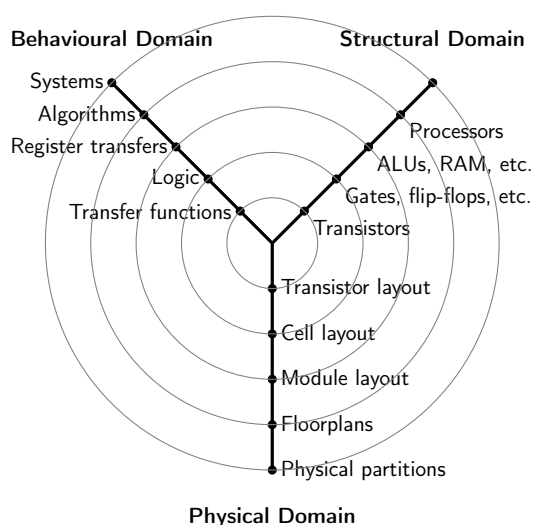 Behavioural Domain
Structural Domain
Systems
Algorithms
Register transfers
Logic
Transfer functions
Processors
ALUs, RAM, etc.
Gates, flip-flops, etc.
Transistors
Transistor layout
Cell layout
Module layout
Floorplans
Physical partitions
Physical Domain